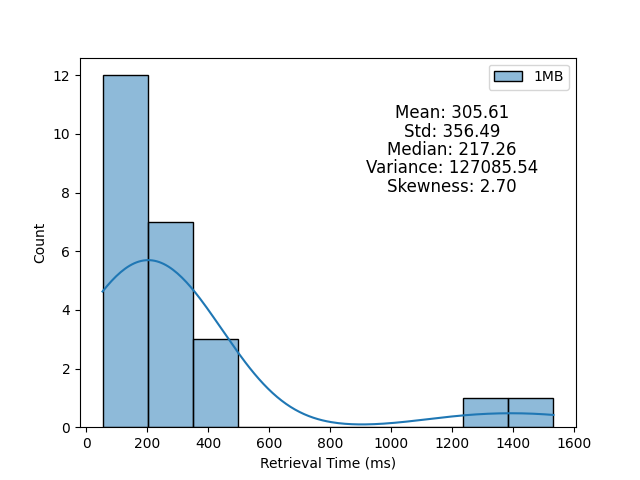 1MB
Mean: 305.61
Std: 356.49
Median: 217.26
Variance: 127085.54
Skewness: 2.70
Count
12
10
8
6
4
2
0
0 200 400 600 800 1000 1200 1400 1600
Retrieval Time (ms)